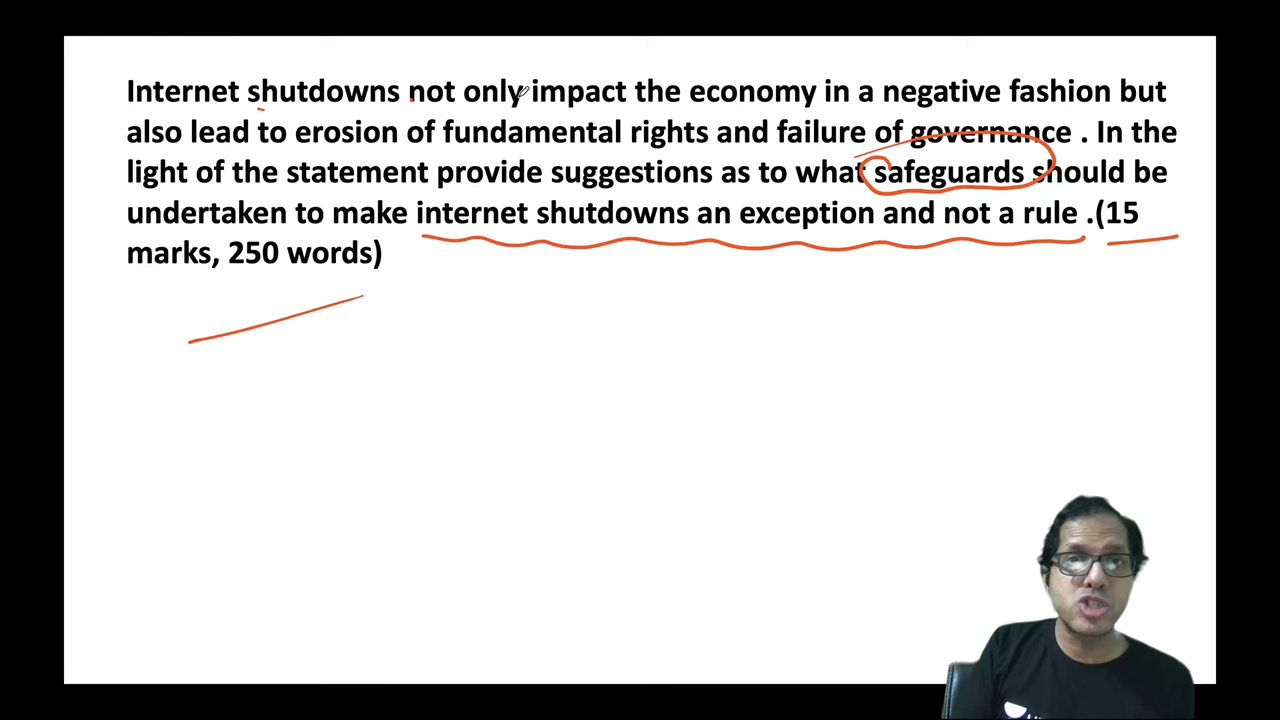 Internet shutdowns not only impact the economy in a negative fashion but
also lead to erosion of fundamental rights and failure of governance . In the
light of the statement provide suggestions as to what safeguards should be
undertaken to make internet shutdowns an exception and not a rule .(15
marks, 250 words)